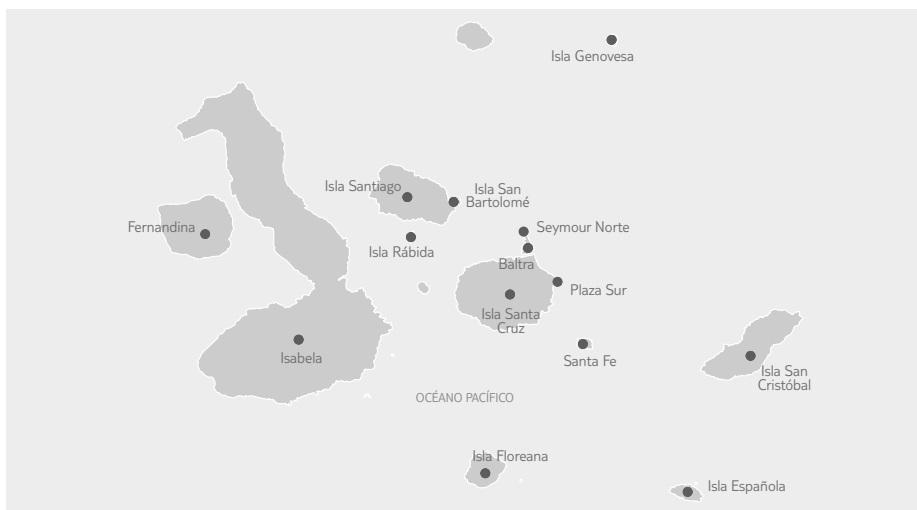 Isla Genovesa
Isla Santiago
Isla San
Bartolomé
Fernandina
Seymour Norte
Isla Rábida
Baltra
Plaza Sur
Isla Santa
Cruz
Isabela
Santa Fe
Isla San
Cristóbal
OCÉANO PACÍFICO
Isla Floreana
Isla Española